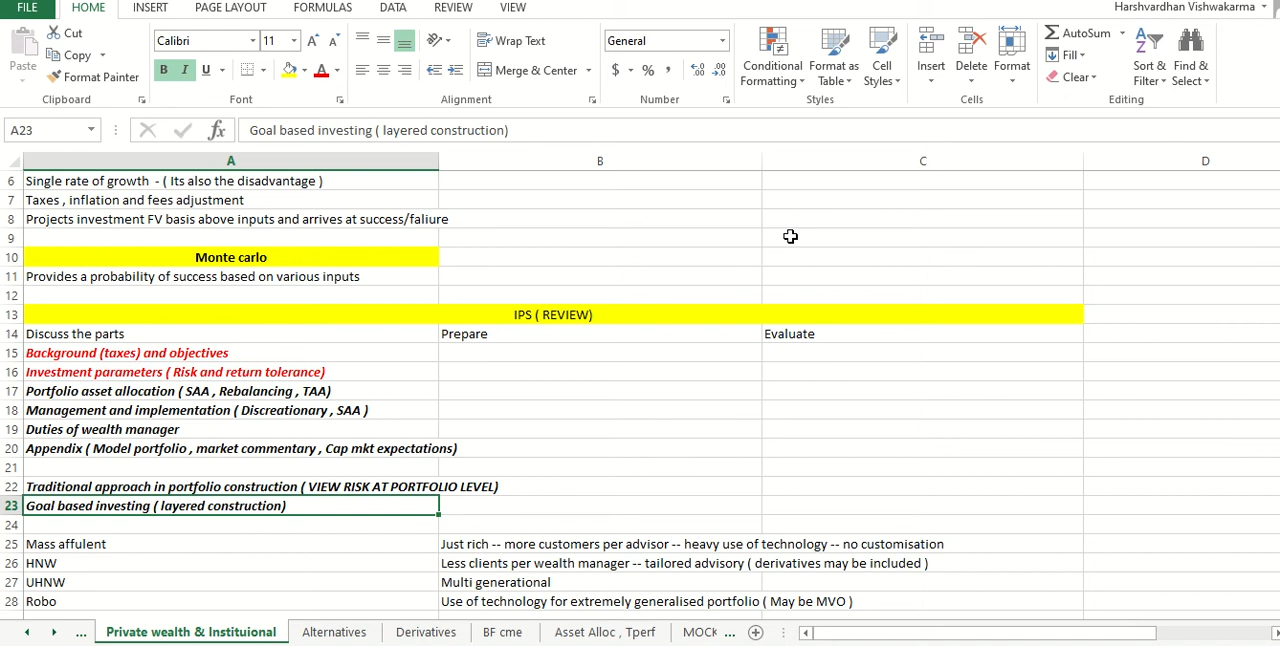 FILE HOME INSERT PAGE LAYOUT FORMULAS DATA REVIEW VIEW Harshvardhan Vishwakarma
Paste
Cut
Copy
Format Painter
Clipboard
Calibri 11
B I U
Font
Wrap Text
Merge & Center
Alignment
General
$ % ,
Number
Conditional Formatting
Format as Table
Cell Styles
Styles
Insert Delete Format
Cells
AutoSum
Fill
Clear
Sort & Filter
Find & Select
Editing
A23 fx Goal based investing ( layered construction)
A B C D
6 Single rate of growth - ( Its also the disadvantage )
7 Taxes , inflation and fees adjustment
8 Projects investment FV basis above inputs and arrives at success/faliure
9
10 Monte carlo
11 Provides a probability of success based on various inputs
12
13 IPS ( REVIEW)
14 Discuss the parts Prepare Evaluate
15 Background (taxes) and objectives
16 Investment parameters ( Risk and return tolerance)
17 Portfolio asset allocation ( SAA , Rebalancing , TAA)
18 Management and implementation ( Discreationary , SAA )
19 Duties of wealth manager
20 Appendix ( Model portfolio , market commentary , Cap mkt expectations)
21
22 Traditional approach in portfolio construction ( VIEW RISK AT PORTFOLIO LEVEL)
23 Goal based investing ( layered construction)
24
25 Mass affulent Just rich -- more customers per advisor -- heavy use of technology -- no customisation
26 HNW Less clients per wealth manager -- tailored advisory ( derivatives may be included )
27 UHNW Multi generational
28 Robo Use of technology for extremely generalised portfolio ( May be MVO )
... Private wealth & Instituional Alternatives Derivatives BF cme Asset Alloc , Tperf MOCK ...